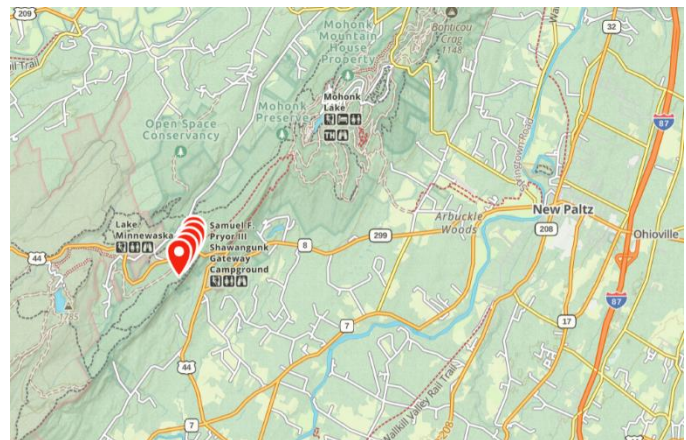 209
Mohonk
Mountain
House
Property
Bonticou
Crag
1148
32
87
Mohonk
Lake
TH
Mohonk
Preserve
Open Space
Conservancy
Lake
Minnewaska
44
Samuel F.
Pryor III
Shawangunk
Gateway
Campground
8
299
Arbuckle
Woods
New Paltz
208
Ohioville
87
7
17
44
7
208
Wallkill Valley Rail Trail